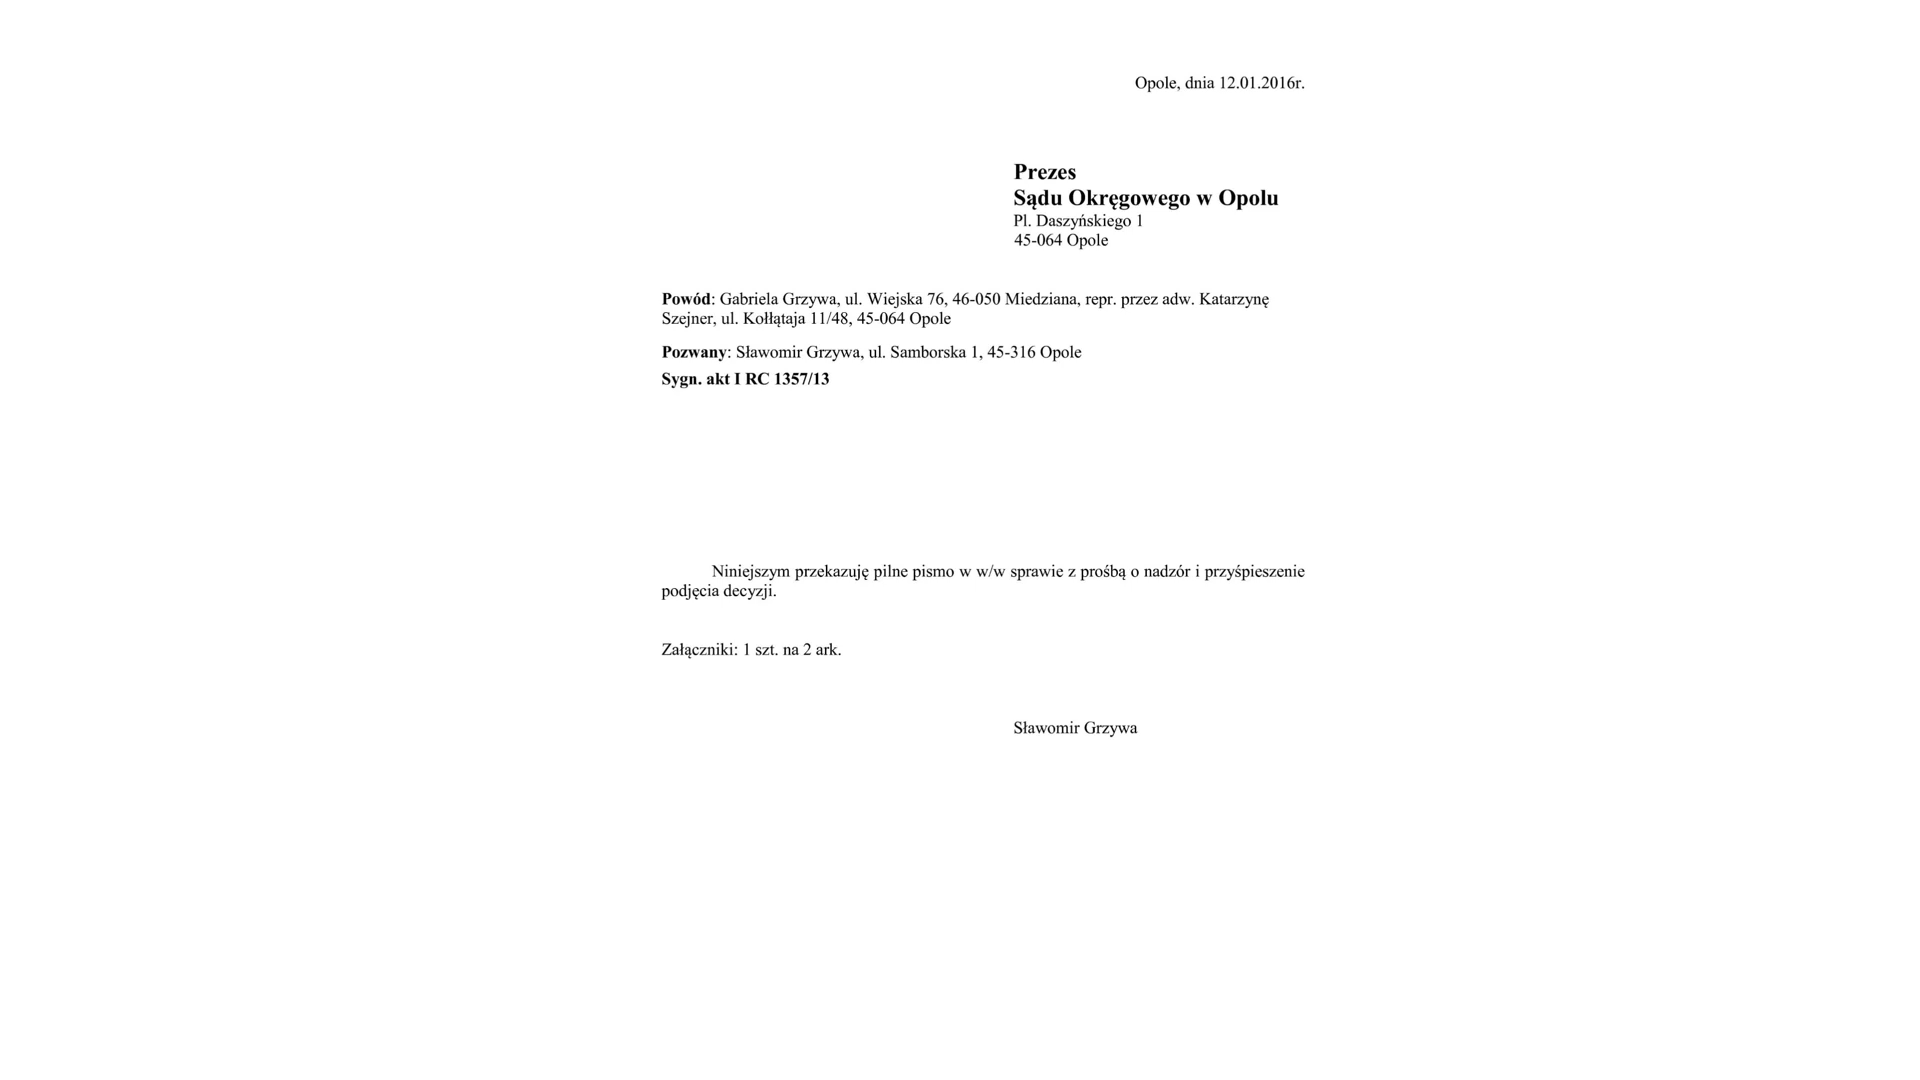 Opole, dnia 12.01.2016r.
Prezes
Sądu Okręgowego w Opolu
Pl. Daszyńskiego 1
45-064 Opole
Powód: Gabriela Grzywa, ul. Wiejska 76, 46-050 Miedziana, repr. przez adw. Katarzynę
Szejner, ul. Kołłątaja 11/48, 45-064 Opole
Pozwany: Sławomir Grzywa, ul. Samborska 1, 45-316 Opole
Sygn. akt I RC 1357/13
Niniejszym przekazuję pilne pismo w w/w sprawie z prośbą o nadzór i przyśpieszenie
podjęcia decyzji.
Załączniki: 1 szt. na 2 ark.
Sławomir Grzywa